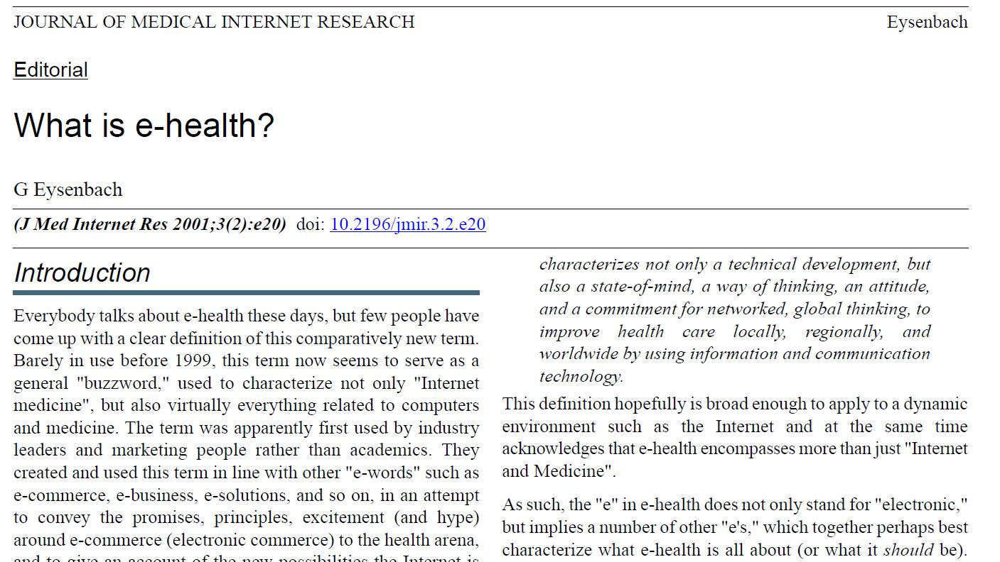 JOURNAL OF MEDICAL INTERNET RESEARCH
Eysenbach
Editorial
What is e-health?
G Eysenbach
(J Med Internet Res 2001;3(2):e20) doi: 10.2196/jmir.3.2.e20
Introduction
Everybody talks about e-health these days, but few people have
come up with a clear definition of this comparatively new term.
Barely in use before 1999, this term now seems to serve as a
general "buzzword," used to characterize not only "Internet
medicine", but also virtually everything related to computers
and medicine. The term was apparently first used by industry
leaders and marketing people rather than academics. They
created and used this term in line with other "e-words" such as
e-commerce, e-business, e-solutions, and so on, in an attempt
to convey the promises, principles, excitement (and hype)
around e-commerce (electronic commerce) to the health arena,
and to give an account of the new possibilities the Internet is
characterizes not only a technical development, but
also a state-of-mind, a way of thinking, an attitude,
and a commitment for networked, global thinking, to
improve health care locally, regionally, and
worldwide by using information and communication
technology.
This definition hopefully is broad enough to apply to a dynamic
environment such as the Internet and at the same time
acknowledges that e-health encompasses more than just "Internet
and Medicine".
As such, the "e" in e-health does not only stand for "electronic,"
but implies a number of other "e's," which together perhaps best
characterize what e-health is all about (or what it should be).